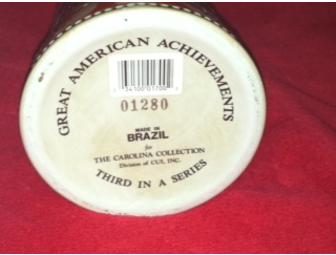 GREAT AMERICAN ACHIEVEMENTS
01280
MADE IN
BRAZIL
for
THE CAROLINA COLLECTION
Division of CUI, INC.
THIRD IN A SERIES